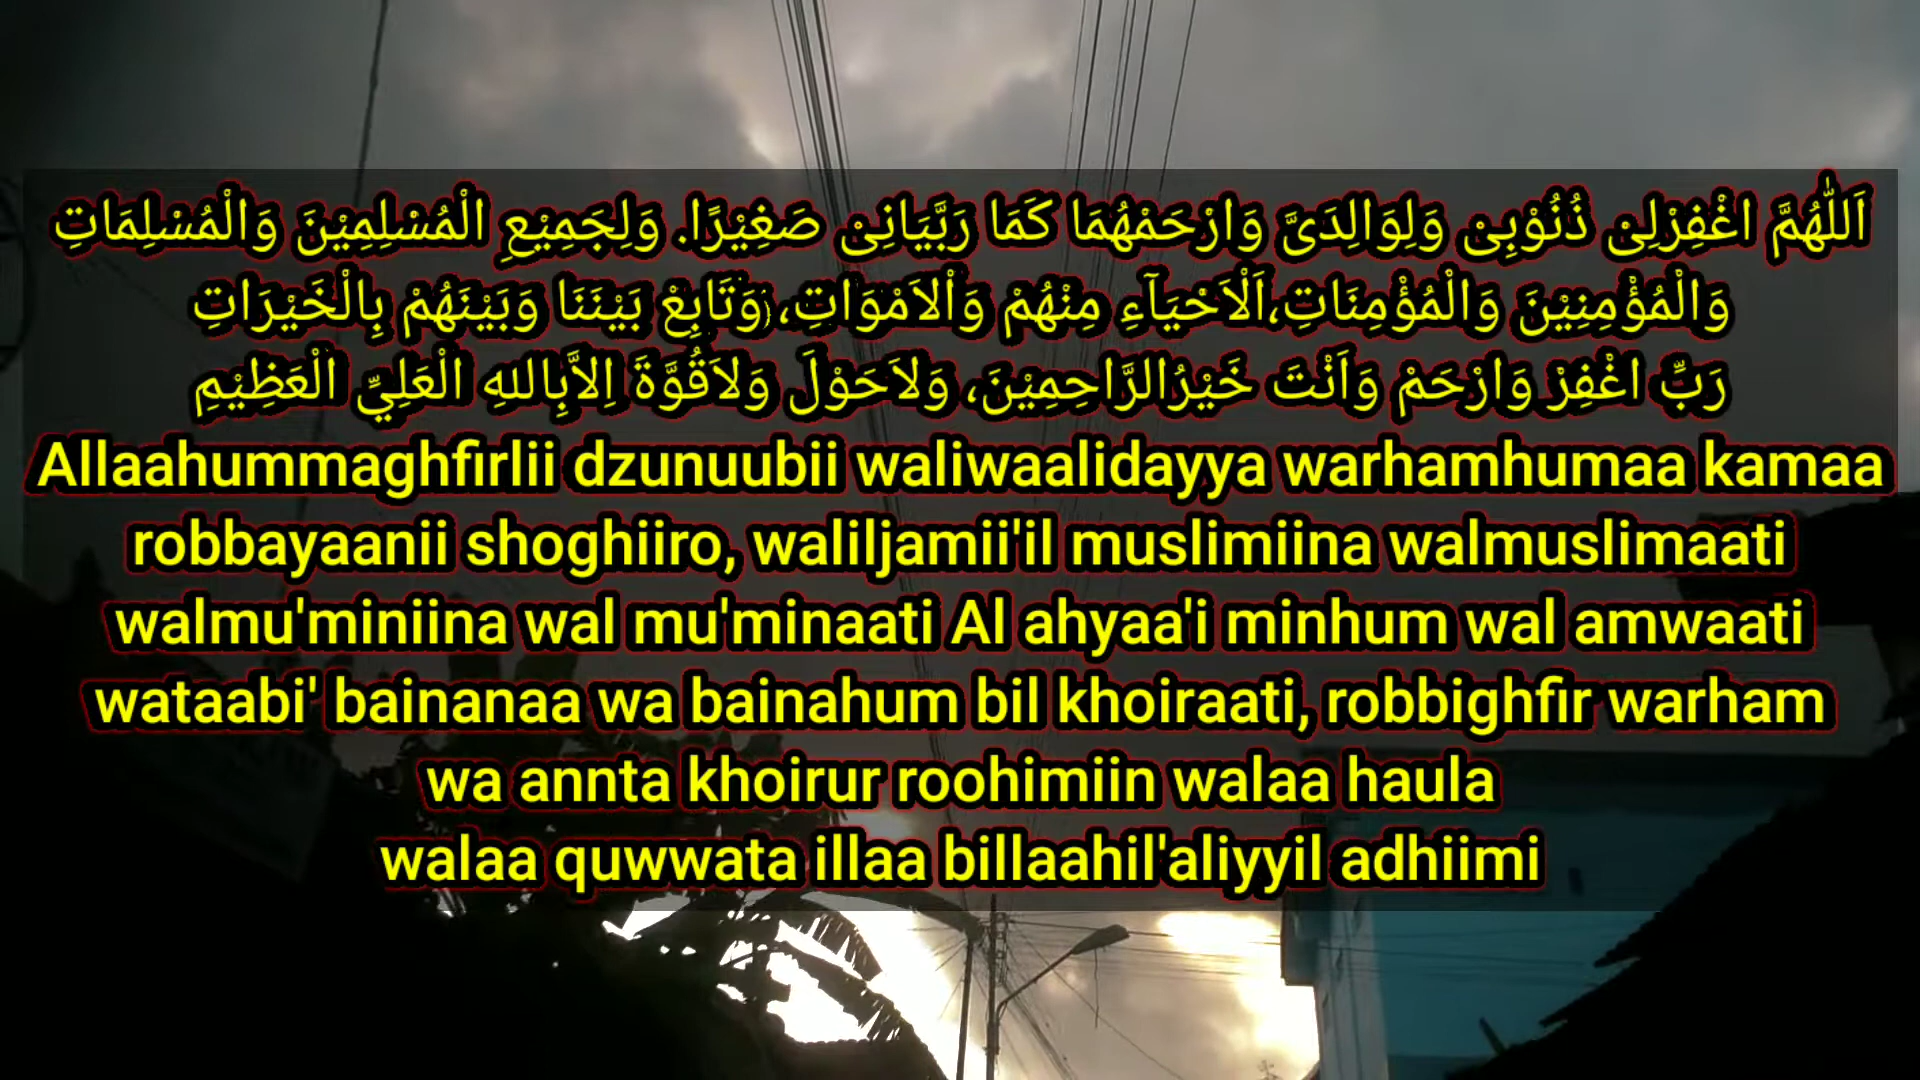 اَللّٰهُمَّ اغْفِرْلِىْ ذُنُوْبِىْ وَلِوَالِدَىَّ وَارْحَمْهُمَا كَمَا رَبَّيَانِىْ صَغِيْرًا. وَلِجَمِيْعِ الْمُسْلِمِيْنَ وَالْمُسْلِمَاتِ
وَالْمُؤْمِنِيْنَ وَالْمُؤْمِنَاتِ،اَلْاَحْيَآءِ مِنْهُمْ وَاْلاَمْوَاتِ، وَتَابِعْ بَيْنَنَا وَبَيْنَهُمْ بِالْخَيْرَاتِ
رَبِّ اغْفِرْ وَارْحَمْ وَاَنْتَ خَيْرُالرَّاحِمِيْنَ، وَلاَحَوْلَ وَلاَقُوَّةَ اِلاَّبِاللهِ الْعَلِيِّ الْعَظِيْمِ
Allaahummaghfirlii dzunuubii waliwaalidayya warhamhumaa kamaa
robbayaanii shoghiiro, waliljamii'il muslimiina walmuslimaati
walmu'miniina wal mu'minaati Al ahyaa'i minhum wal amwaati
wataabi' bainanaa wa bainahum bil khoiraati, robbighfir warham
wa annta khoirur roohimiin walaa haula
walaa quwwata illaa billaahil'aliyyil adhiimi